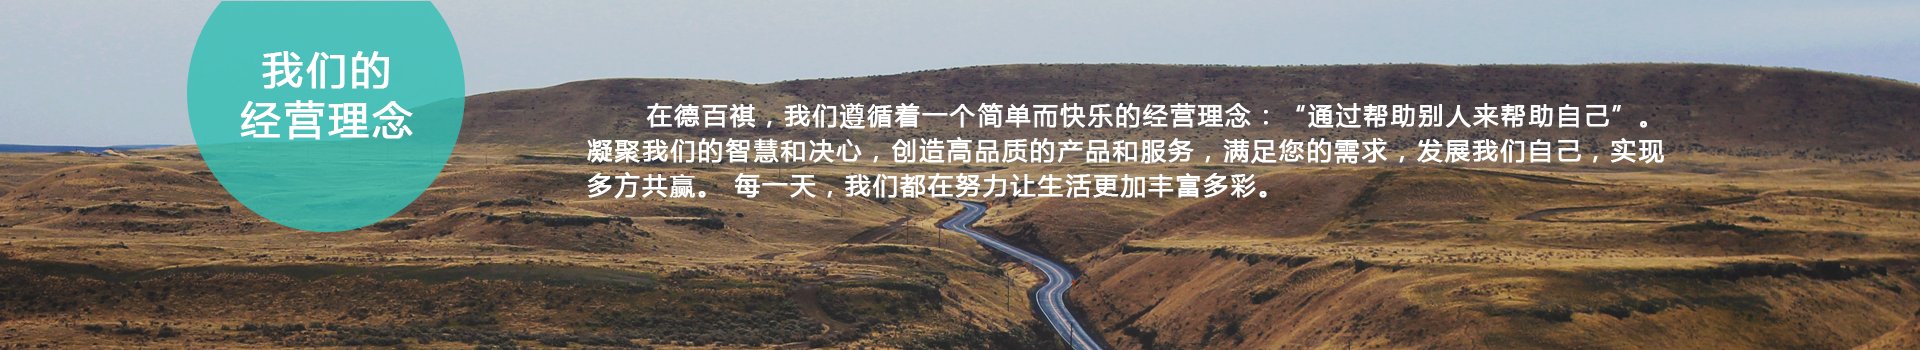 我们的
经营理念
在德百祺，我们遵循着一个简单而快乐的经营理念：“通过帮助别人来帮助自己”。
凝聚我们的智慧和决心，创造高品质的产品和服务，满足您的需求，发展我们自己，实现
多方共赢。 每一天，我们都在努力让生活更加丰富多彩。